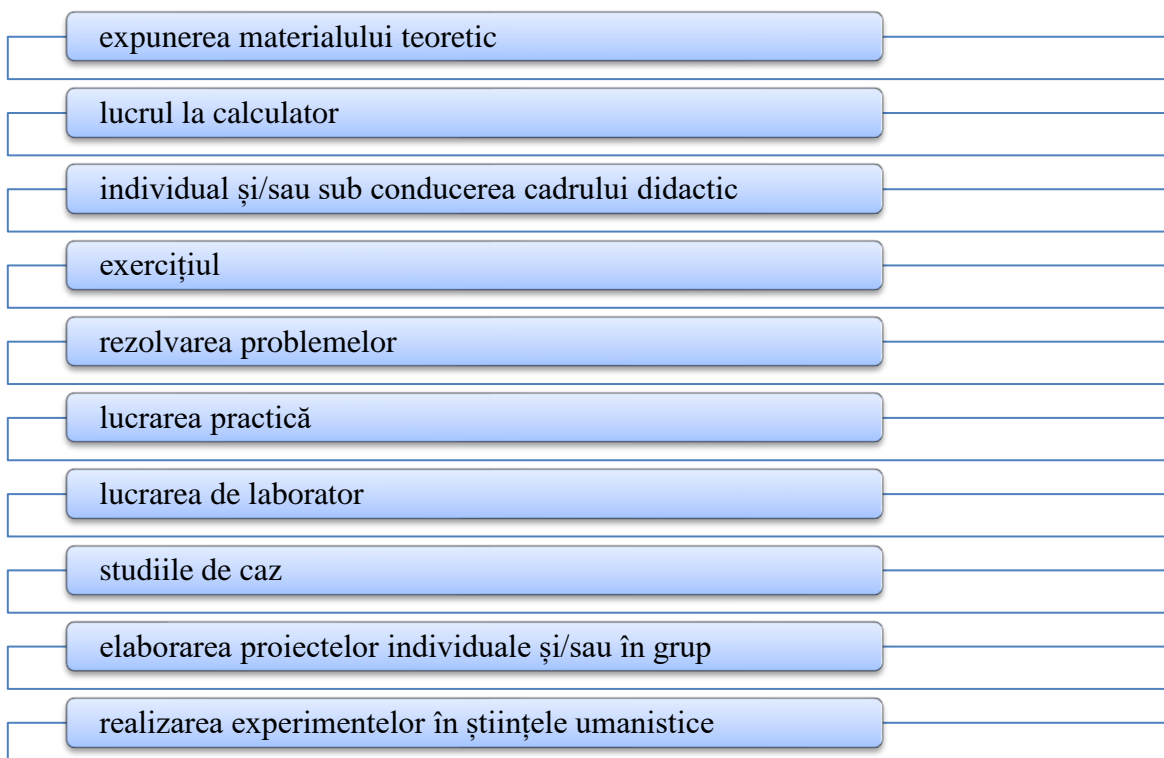 expunerea materialului teoretic
lucrul la calculator
individual și/sau sub conducerea cadrului didactic
exercițiul
rezolvarea problemelor
lucrarea practică
lucrarea de laborator
studiile de caz
elaborarea proiectelor individuale și/sau în grup
realizarea experimentelor în științele umanistice